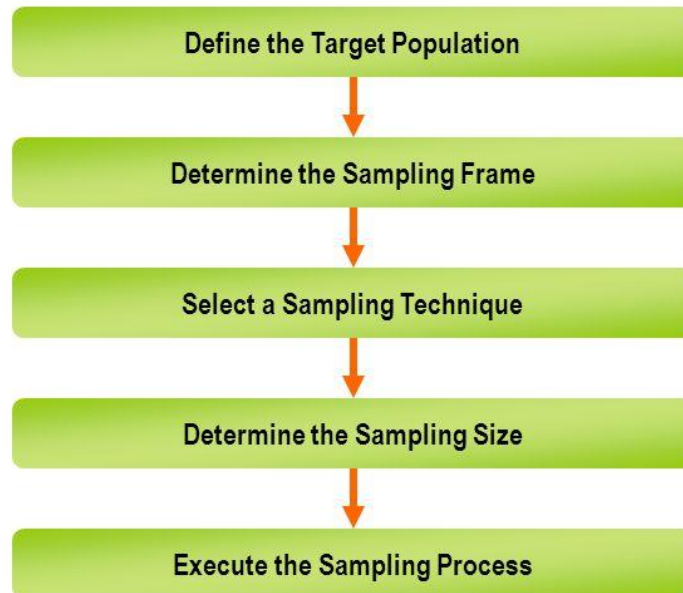 Define the Target Population
Determine the Sampling Frame
Select a Sampling Technique
Determine the Sampling Size
Execute the Sampling Process